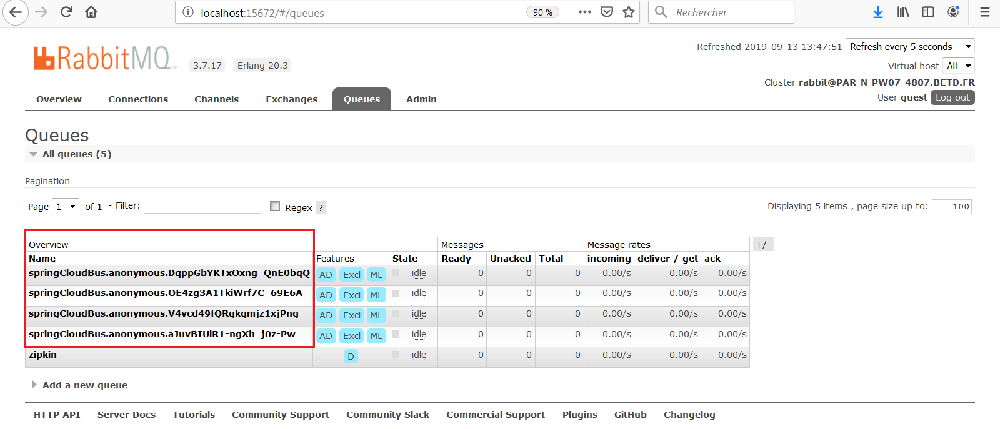 localhost:15672/#/queues
90 %
Rechercher
RabbitMQ™ 3.7.17 Erlang 20.3
Refreshed 2019-09-13 13:47:51 Refresh every 5 seconds
Virtual host All
Cluster rabbit@PAR-N-PW07-4807.BETD.FR
User guest Log out
Overview Connections Channels Exchanges Queues Admin
Queues
All queues (5)
Pagination
Page 1 of 1 - Filter: Regex ? Displaying 5 items , page size up to: 100
Overview Messages Message rates +/-
Name Features State Ready Unacked Total incoming deliver / get ack
springCloudBus.anonymous.DqppGbYKTxOxng_QnE0bqQ AD Excl ML idle 0 0 0 0.00/s 0.00/s 0.00/s
springCloudBus.anonymous.OE4zg3A1TkiWrf7C_69E6A AD Excl ML idle 0 0 0 0.00/s 0.00/s 0.00/s
springCloudBus.anonymous.V4vcd49fQRqkqmjz1xjPng AD Excl ML idle 0 0 0 0.00/s 0.00/s 0.00/s
springCloudBus.anonymous.aJuvBIUlR1-ngXh_j0z-Pw AD Excl ML idle 0 0 0 0.00/s 0.00/s 0.00/s
zipkin D idle 0 0 0 0.00/s 0.00/s 0.00/s
Add a new queue
HTTP API Server Docs Tutorials Community Support Community Slack Commercial Support Plugins GitHub Changelog